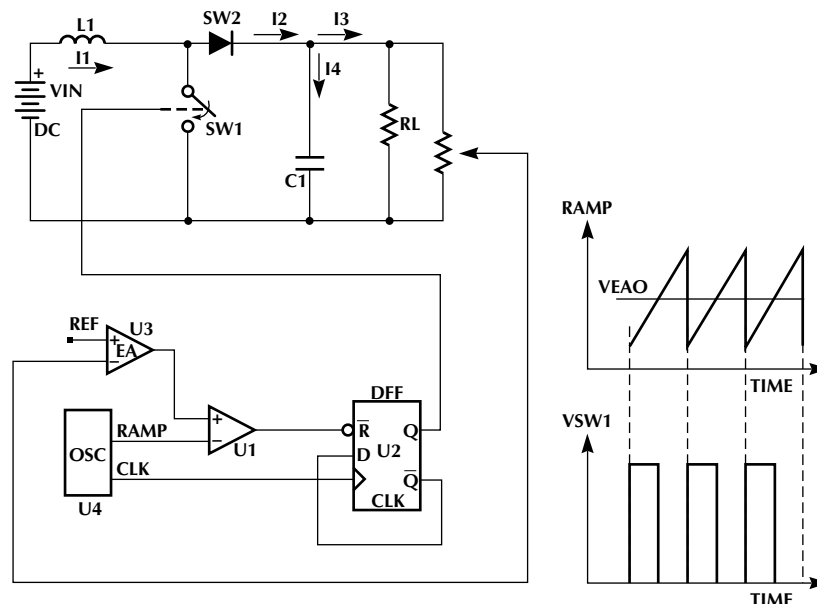 L1
SW2
I2
I3
I1
I4
+
VIN
DC
SW1
RL
C1
REF
U3
+
EA
−
DFF
+
−
U1
R̅
Q
D
U2
Q̅
CLK
OSC
RAMP
CLK
U4
RAMP
VEAO
TIME
VSW1
TIME